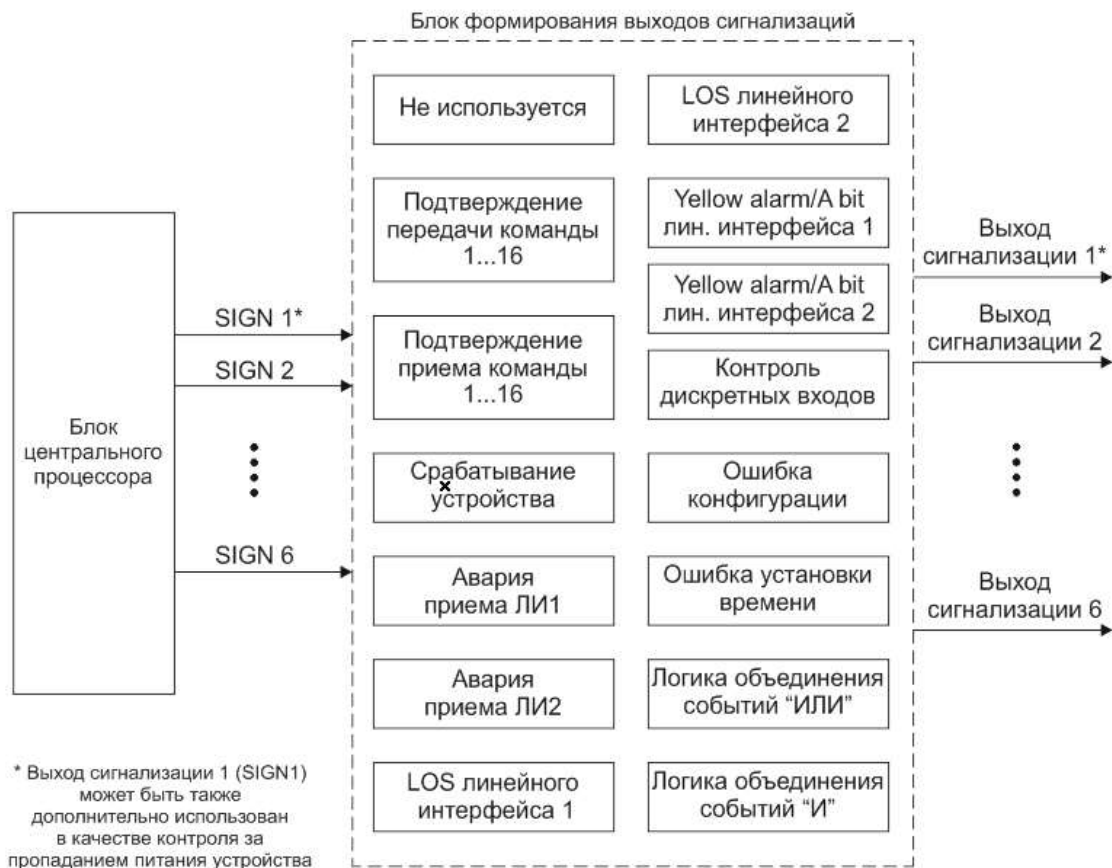 Блок формирования выходов сигнализаций
Не используется
Подтверждение
передачи команды
1...16
Подтверждение
приема команды
1...16
Срабатывание
устройства
Авария
приема ЛИ1
Авария
приема ЛИ2
LOS линейного
интерфейса 1
LOS линейного
интерфейса 2
Yellow alarm/A bit
лин. интерфейса 1
Yellow alarm/A bit
лин. интерфейса 2
Контроль
дискретных входов
Ошибка
конфигурации
Ошибка установки
времени
Логика объединения
событий “ИЛИ”
Логика объединения
событий “И”
Блок
центрального
процессора
SIGN 1*
SIGN 2
SIGN 6
Выход
сигнализации 1*
Выход
сигнализации 2
Выход
сигнализации 6
* Выход сигнализации 1 (SIGN1)
может быть также
дополнительно использован
в качестве контроля за
пропаданием питания устройства